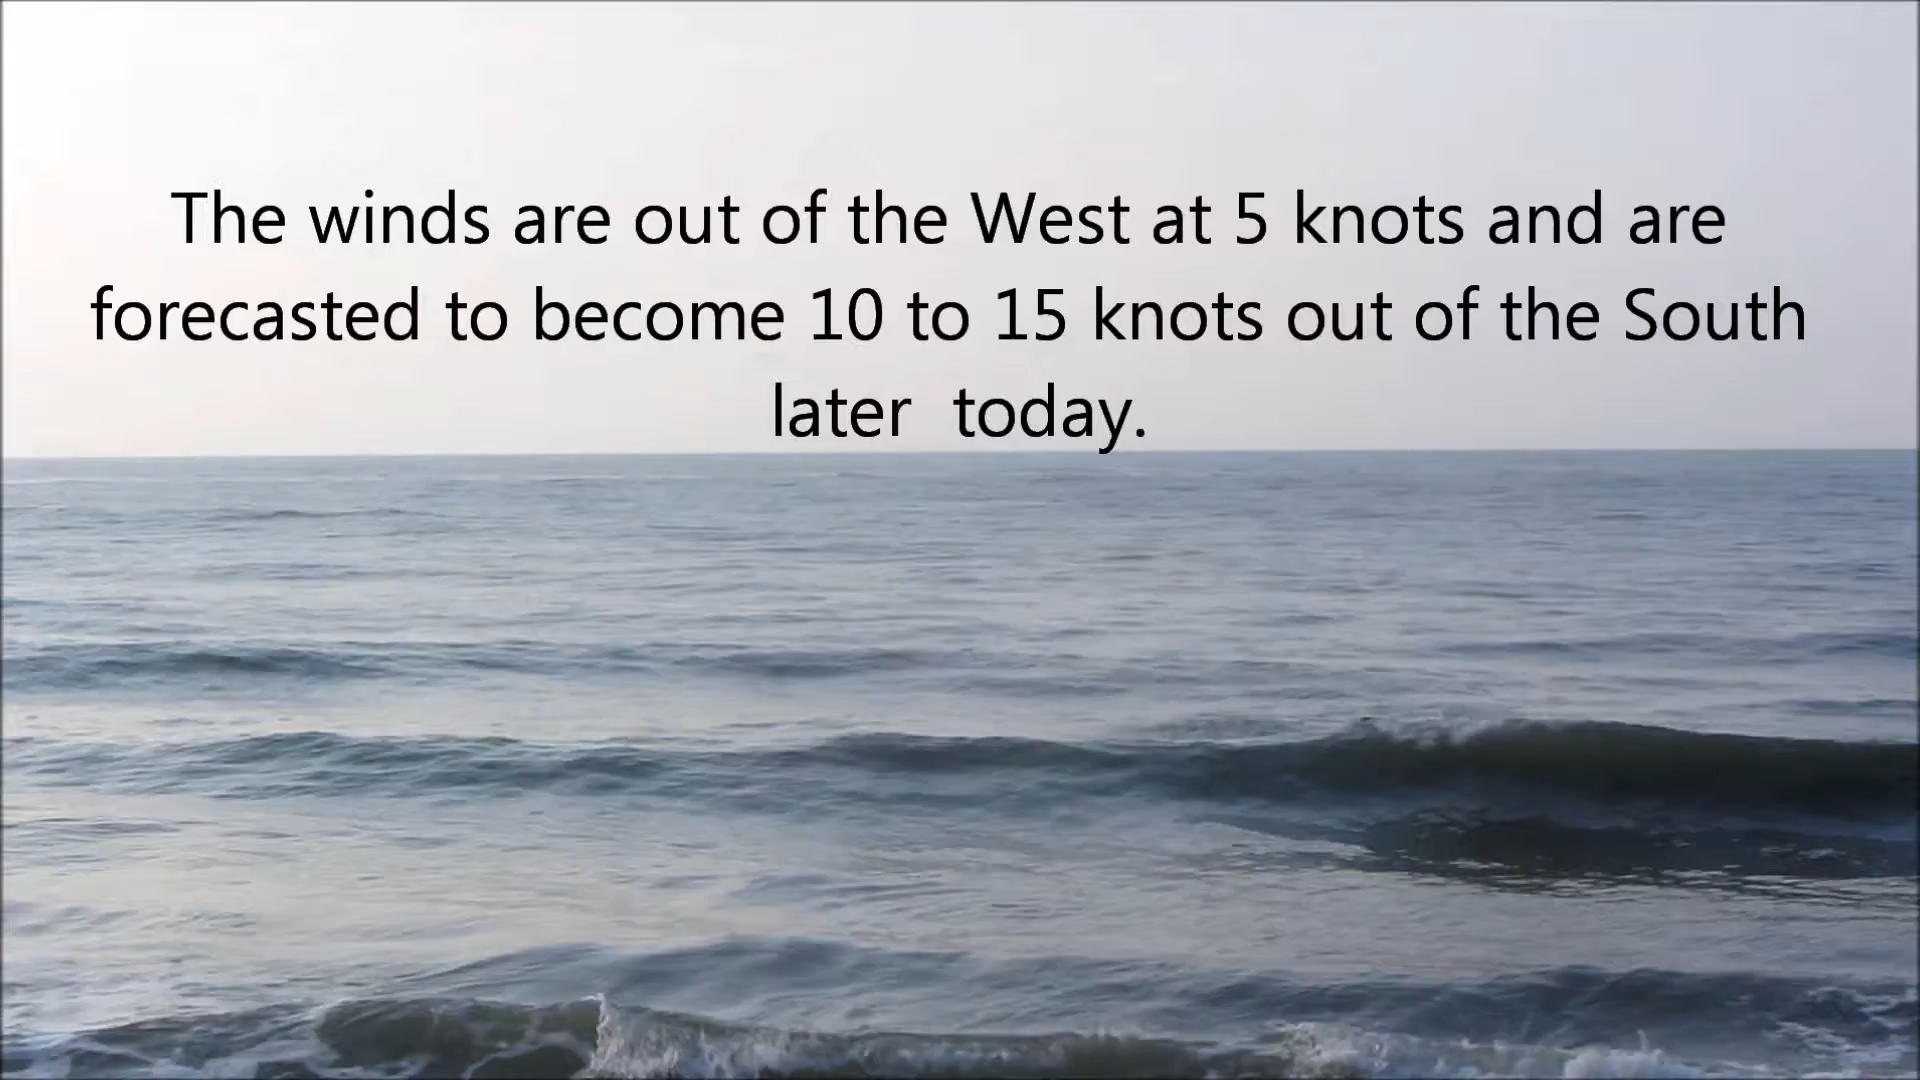 The winds are out of the West at 5 knots and are
forecasted to become 10 to 15 knots out of the South
later  today.